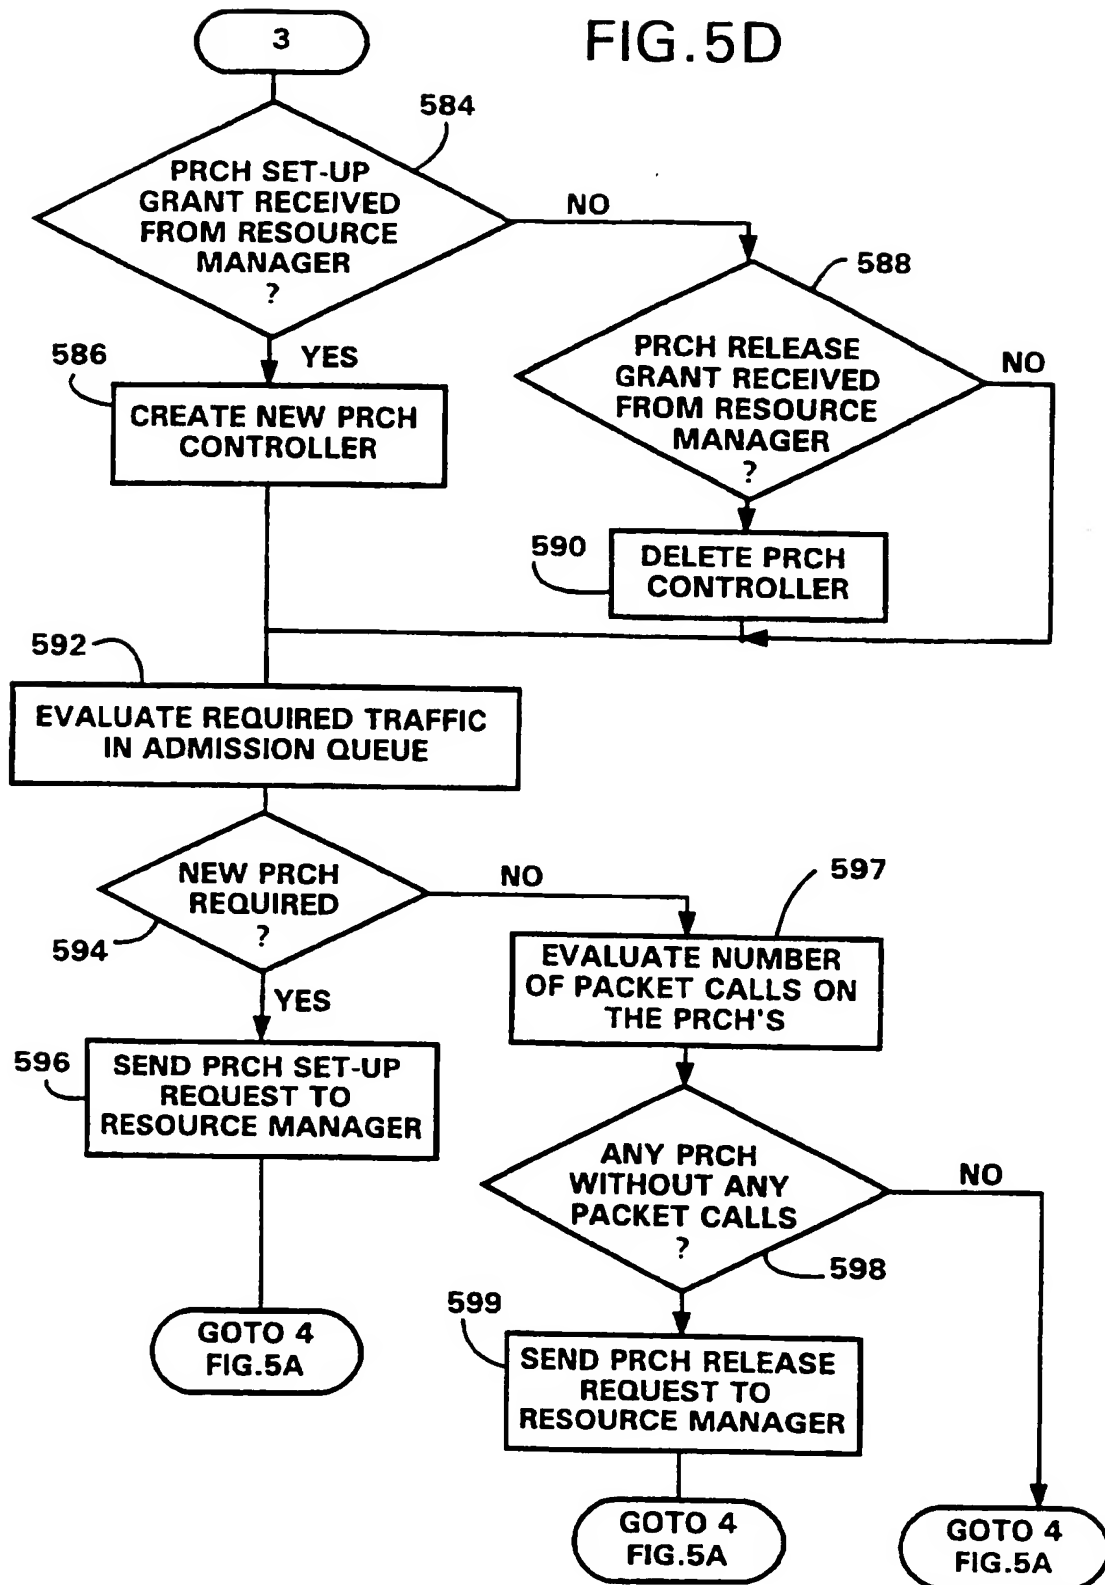 3
FIG.5D
584
PRCH SET-UP
GRANT RECEIVED
FROM RESOURCE
MANAGER
?
NO
YES
588
PRCH RELEASE
GRANT RECEIVED
FROM RESOURCE
MANAGER
?
NO
586
CREATE NEW PRCH
CONTROLLER
590
DELETE PRCH
CONTROLLER
592
EVALUATE REQUIRED TRAFFIC
IN ADMISSION QUEUE
NEW PRCH
REQUIRED
?
594
NO
YES
597
EVALUATE NUMBER
OF PACKET CALLS ON
THE PRCH'S
596
SEND PRCH SET-UP
REQUEST TO
RESOURCE MANAGER
ANY PRCH
WITHOUT ANY
PACKET CALLS
?
NO
598
599
SEND PRCH RELEASE
REQUEST TO
RESOURCE MANAGER
GOTO 4
FIG.5A
GOTO 4
FIG.5A
GOTO 4
FIG.5A